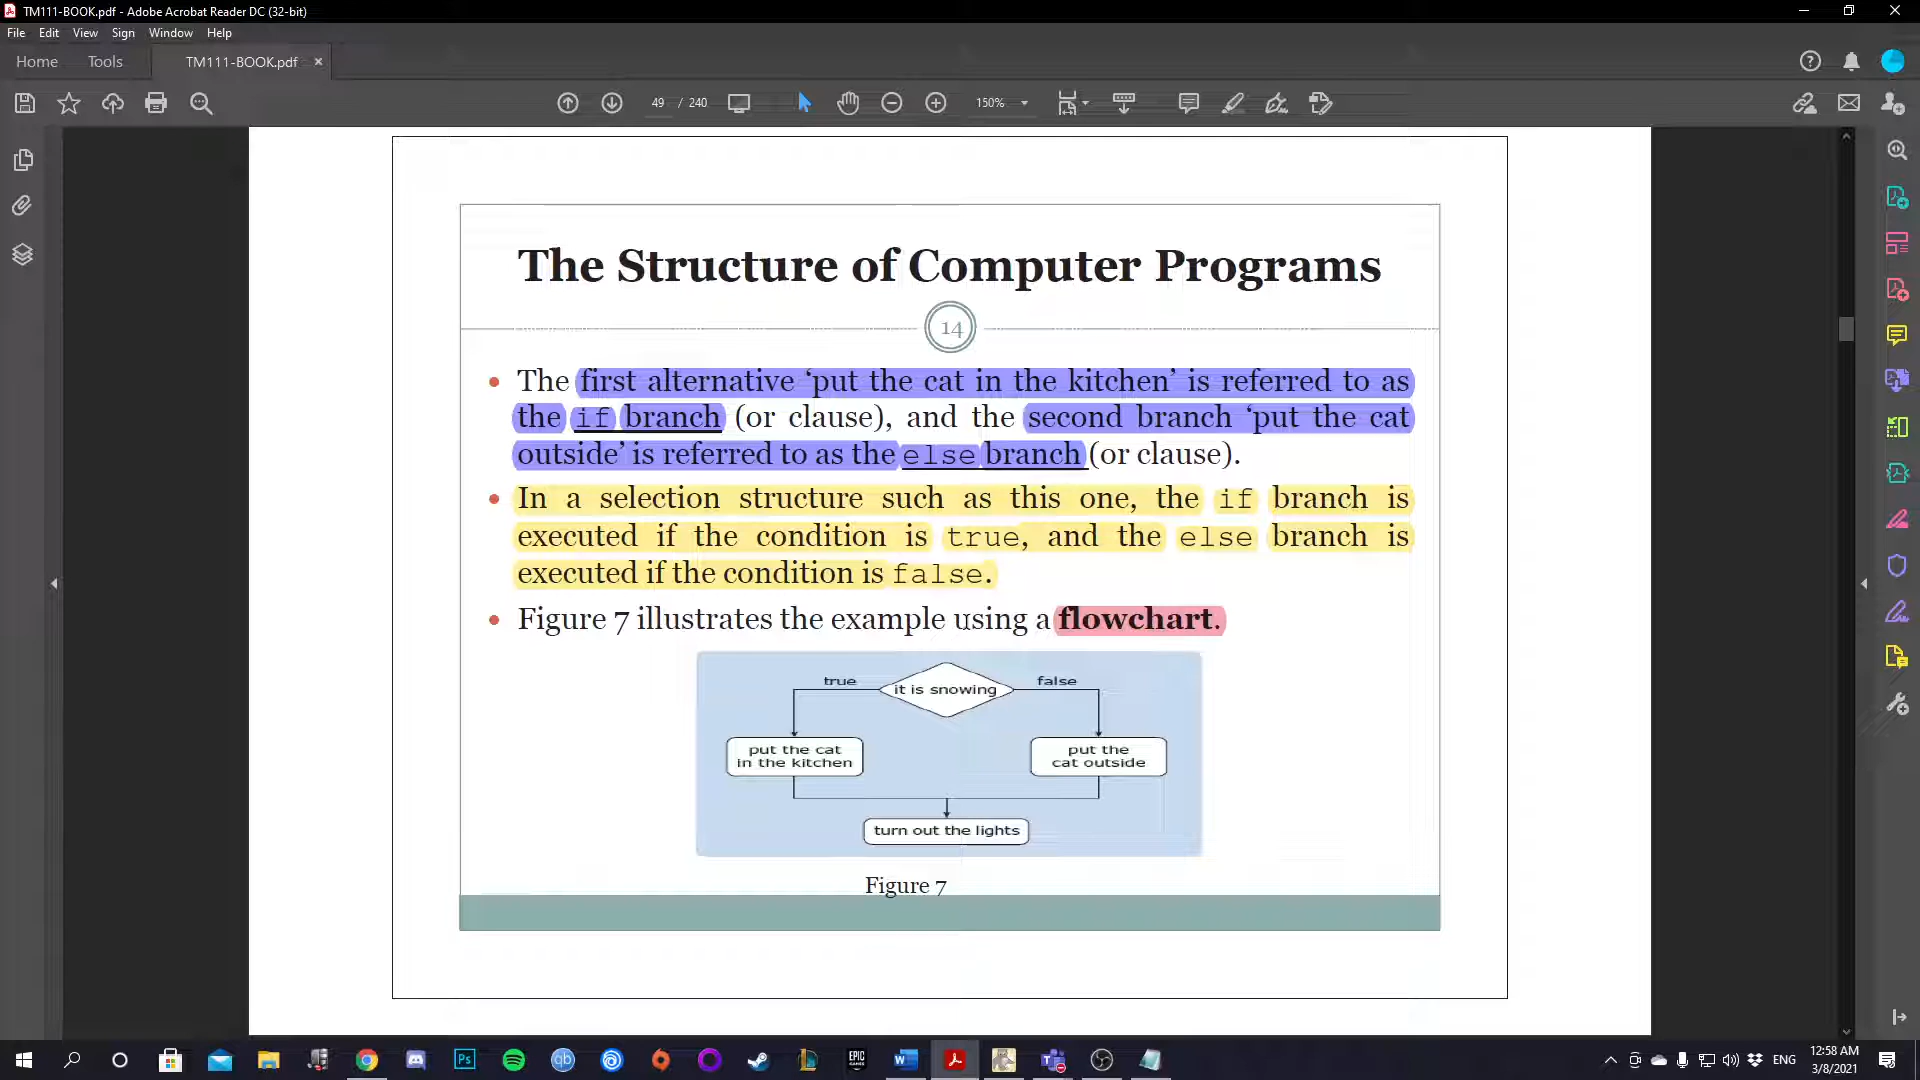 TM111-BOOK.pdf - Adobe Acrobat Reader DC (32-bit)
File Edit View Sign Window Help
Home Tools TM111-BOOK.pdf ×
49 / 240 150%
The Structure of Computer Programs
14
• The first alternative ‘put the cat in the kitchen’ is referred to as
the if branch (or clause), and the second branch ‘put the cat
outside’ is referred to as the else branch (or clause).
• In a selection structure such as this one, the if branch is
executed if the condition is true, and the else branch is
executed if the condition is false.
• Figure 7 illustrates the example using a flowchart.
true it is snowing false
put the cat
in the kitchen
put the
cat outside
turn out the lights
Figure 7
Ps qb EPIC GAMES ENG
12:58 AM
3/8/2021